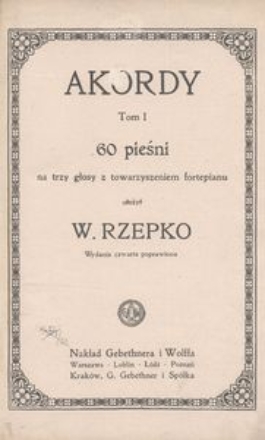 AKORDY
Tom I
60 pieśni
na trzy głosy z towarzyszeniem fortepianu
ułożył
W. RZEPKO
Wydanie czwarte poprawione
Nakład Gebethnera i Wolffa
Warszawa - Lublin - Łódź - Poznań
Kraków, G. Gebethner i Spółka